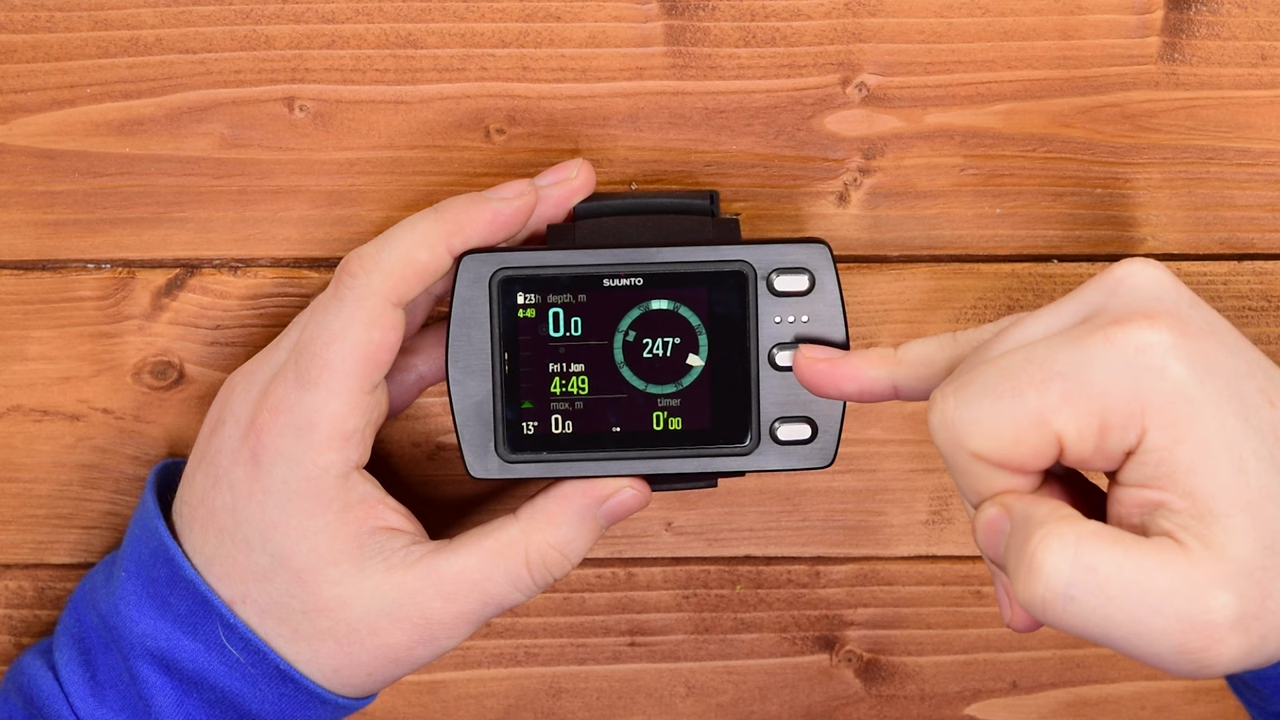 SUUNTO
23h depth, m
4:49
0.0
247°
Fri 1 Jan
4:49
max, m
timer
13°
0.0
0'00